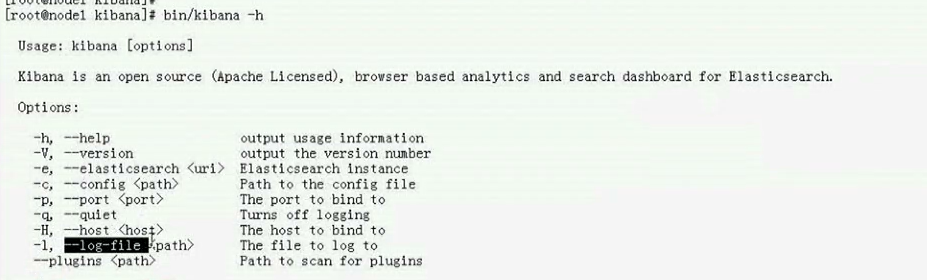 [root@node1 kibana]#
[root@node1 kibana]# bin/kibana -h
Usage: kibana [options]
Kibana is an open source (Apache Licensed), browser based analytics and search dashboard for Elasticsearch.
Options:
-h, --help output usage information
-V, --version output the version number
-e, --elasticsearch <uri> Elasticsearch instance
-c, --config <path> Path to the config file
-p, --port <port> The port to bind to
-q, --quiet Turns off logging
-H, --host <host> The host to bind to
-l, --log-file <path> The file to log to
--plugins <path> Path to scan for plugins